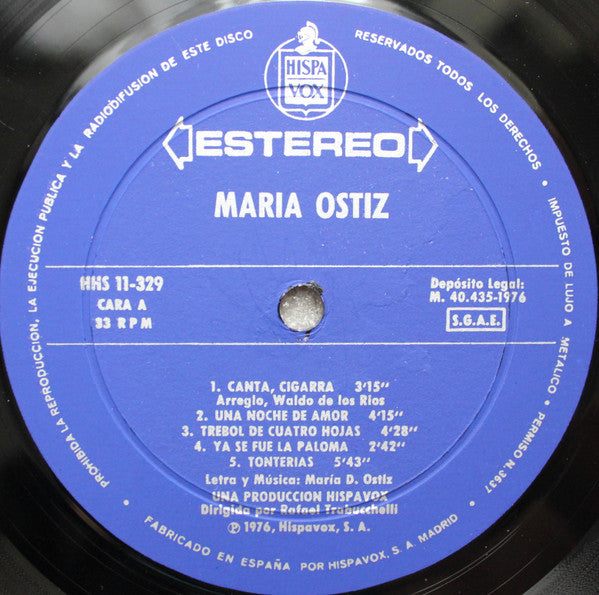 PROHIBIDA LA REPRODUCCION, LA EJECUCION PUBLICA Y LA RADIODIFUSION DE ESTE DISCO
RESERVADOS TODOS LOS DERECHOS • IMPUESTO DE LUJO A METALICO • PERMISO N.3637
HISPA
VOX
ESTEREO
MARIA OSTIZ
HHS 11-329
CARA A
33 RPM
Depósito Legal:
M. 40.435-1976
S.G.A.E.
1. CANTA, CIGARRA 3'15"
Arreglo, Waldo de los Rios
2. UNA NOCHE DE AMOR 4'15"
3. TREBOL DE CUATRO HOJAS 4'28"
4. YA SE FUE LA PALOMA 2'42"
5. TONTERIAS 5'43"
Letra y Música: María D. Ostiz
UNA PRODUCCION HISPAVOX
Dirigida por Rafael Trabucchelli
℗ 1976, Hispavox, S. A.
• FABRICADO EN ESPAÑA POR HISPAVOX, S. A. MADRID •